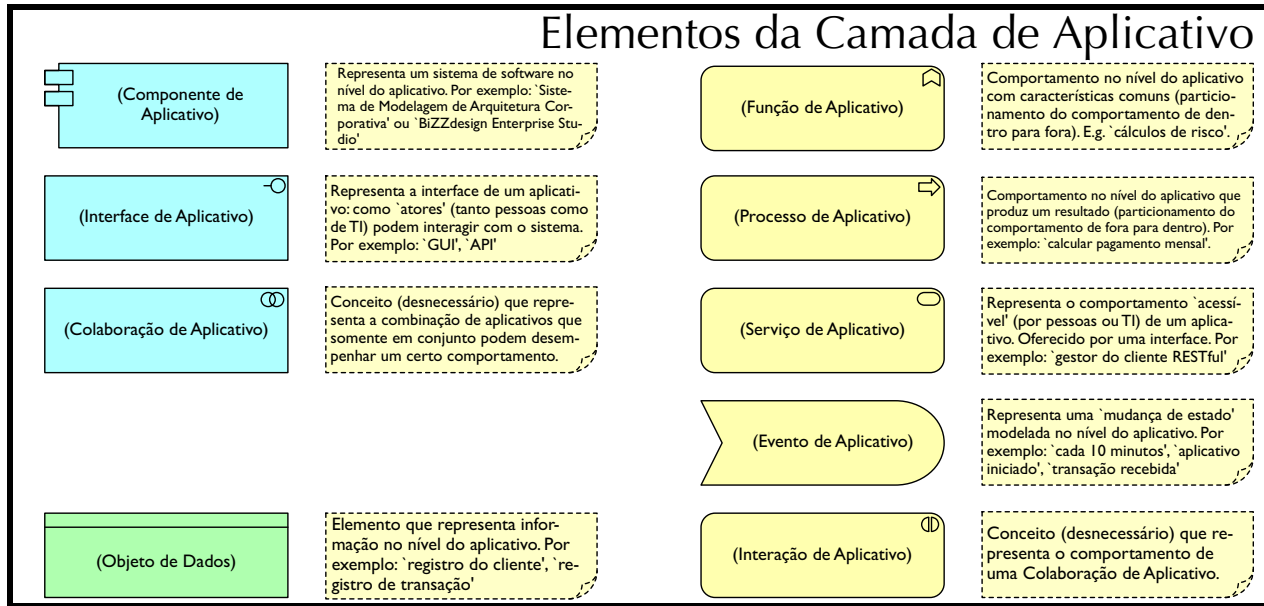 Elementos da Camada de Aplicativo
(Componente de
Aplicativo)
Representa um sistema de software no
nível do aplicativo. Por exemplo: `Siste-
ma de Modelagem de Arquitetura Cor-
porativa' ou `BiZZdesign Enterprise Stu-
dio'
(Função de Aplicativo)
Comportamento no nível do aplicativo
com características comuns (particio-
namento do comportamento de den-
tro para fora). E.g. `cálculos de risco'.
(Interface de Aplicativo)
Representa a interface de um aplicati-
vo: como `atores' (tanto pessoas como
de TI) podem interagir com o sistema.
Por exemplo: `GUI', `API'
(Processo de Aplicativo)
Comportamento no nível do aplicativo que
produz um resultado (particionamento do
comportamento de fora para dentro). Por
exemplo: `calcular pagamento mensal'.
(Colaboração de Aplicativo)
Conceito (desnecessário) que repre-
senta a combinação de aplicativos que
somente em conjunto podem desem-
penhar um certo comportamento.
(Serviço de Aplicativo)
Representa o comportamento `acessí-
vel' (por pessoas ou TI) de um aplica-
tivo. Oferecido por uma interface. Por
exemplo: `gestor do cliente RESTful'
(Evento de Aplicativo)
Representa uma `mudança de estado'
modelada no nível do aplicativo. Por
exemplo: `cada 10 minutos', `aplicativo
iniciado', `transação recebida'
(Objeto de Dados)
Elemento que representa infor-
mação no nível do aplicativo. Por
exemplo: `registro do cliente', `re-
gistro de transação'
(Interação de Aplicativo)
Conceito (desnecessário) que re-
presenta o comportamento de
uma Colaboração de Aplicativo.